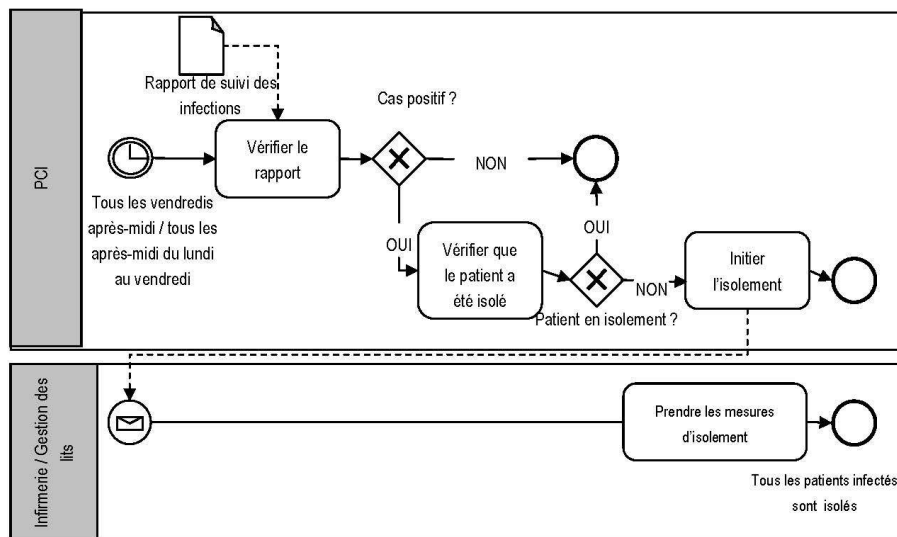 PCI
Rapport de suivi des
infections
Cas positif ?
Vérifier le
rapport
NON
Tous les vendredis
après-midi / tous les
après-midi du lundi
au vendredi
OUI
Vérifier que
le patient a
été isolé
OUI
Patient en isolement ?
NON
Initier
l'isolement
Infirmerie / Gestion des
lits
Prendre les mesures
d'isolement
Tous les patients infectés
sont isolés